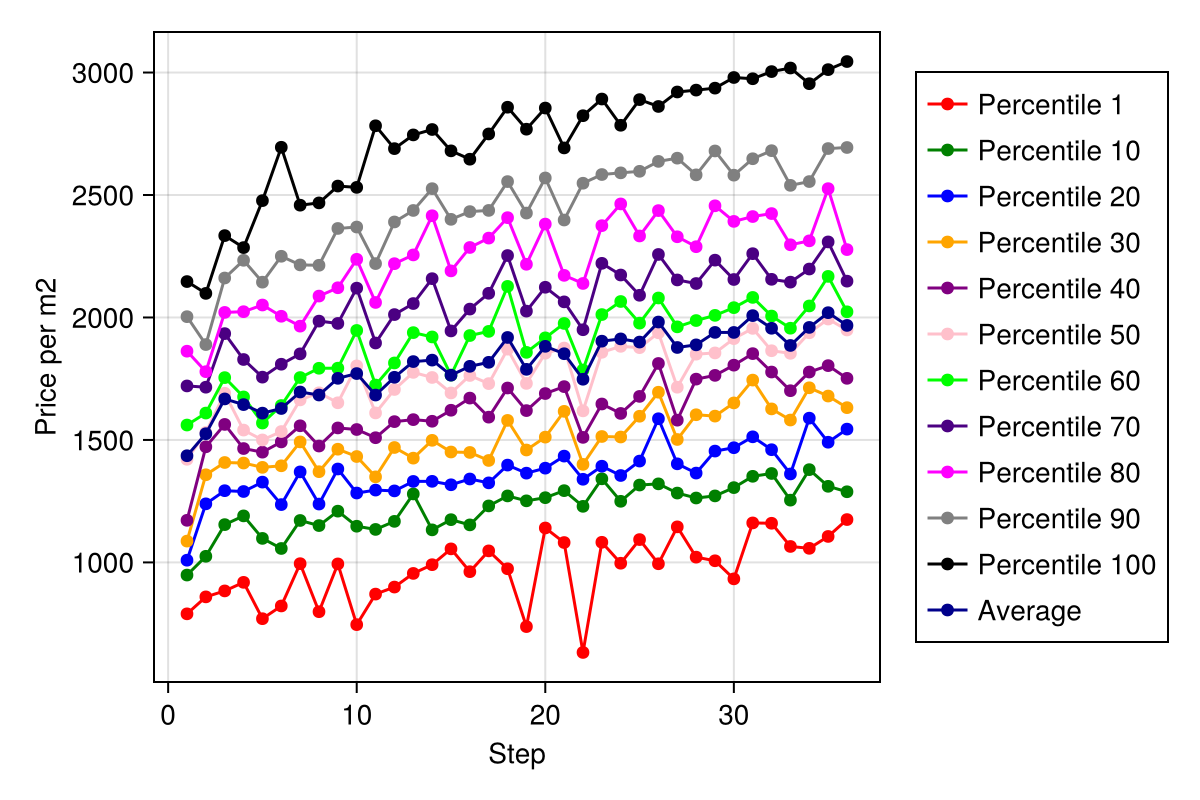 3000
2500
2000
1500
1000
Price per m2
0 10 20 30
Step
Percentile 1
Percentile 10
Percentile 20
Percentile 30
Percentile 40
Percentile 50
Percentile 60
Percentile 70
Percentile 80
Percentile 90
Percentile 100
Average